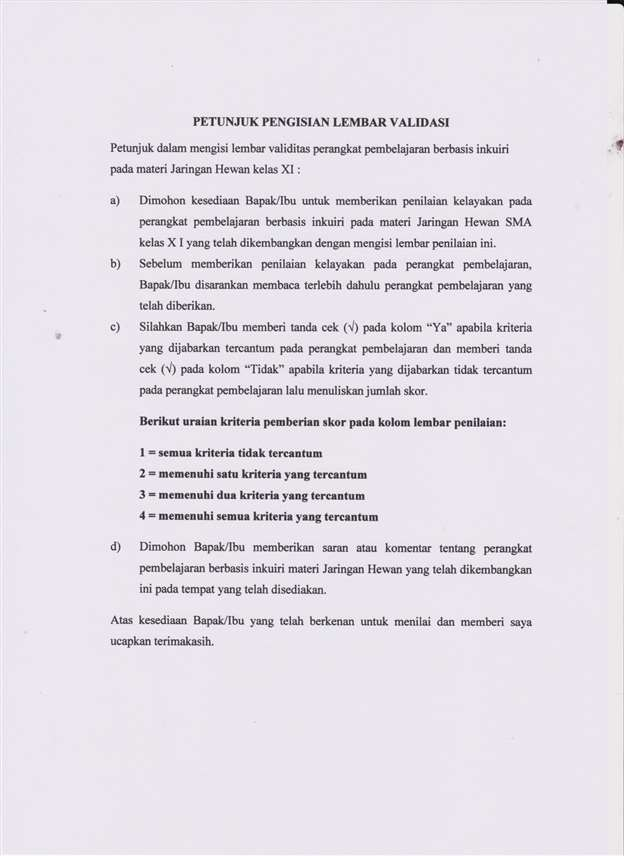 PETUNJUK PENGISIAN LEMBAR VALIDASI
Petunjuk dalam mengisi lembar validitas perangkat pembelajaran berbasis inkuiri
pada materi Jaringan Hewan kelas XI :
a) Dimohon kesediaan Bapak/Ibu untuk memberikan penilaian kelayakan pada
perangkat pembelajaran berbasis inkuiri pada materi Jaringan Hewan SMA
kelas X I yang telah dikembangkan dengan mengisi lembar penilaian ini.
b) Sebelum memberikan penilaian kelayakan pada perangkat pembelajaran,
Bapak/Ibu disarankan membaca terlebih dahulu perangkat pembelajaran yang
telah diberikan.
c) Silahkan Bapak/Ibu memberi tanda cek (√) pada kolom “Ya” apabila kriteria
yang dijabarkan tercantum pada perangkat pembelajaran dan memberi tanda
cek (√) pada kolom “Tidak” apabila kriteria yang dijabarkan tidak tercantum
pada perangkat pembelajaran lalu menuliskan jumlah skor.
Berikut uraian kriteria pemberian skor pada kolom lembar penilaian:
1 = semua kriteria tidak tercantum
2 = memenuhi satu kriteria yang tercantum
3 = memenuhi dua kriteria yang tercantum
4 = memenuhi semua kriteria yang tercantum
d) Dimohon Bapak/Ibu memberikan saran atau komentar tentang perangkat
pembelajaran berbasis inkuiri materi Jaringan Hewan yang telah dikembangkan
ini pada tempat yang telah disediakan.
Atas kesediaan Bapak/Ibu yang telah berkenan untuk menilai dan memberi saya
ucapkan terimakasih.